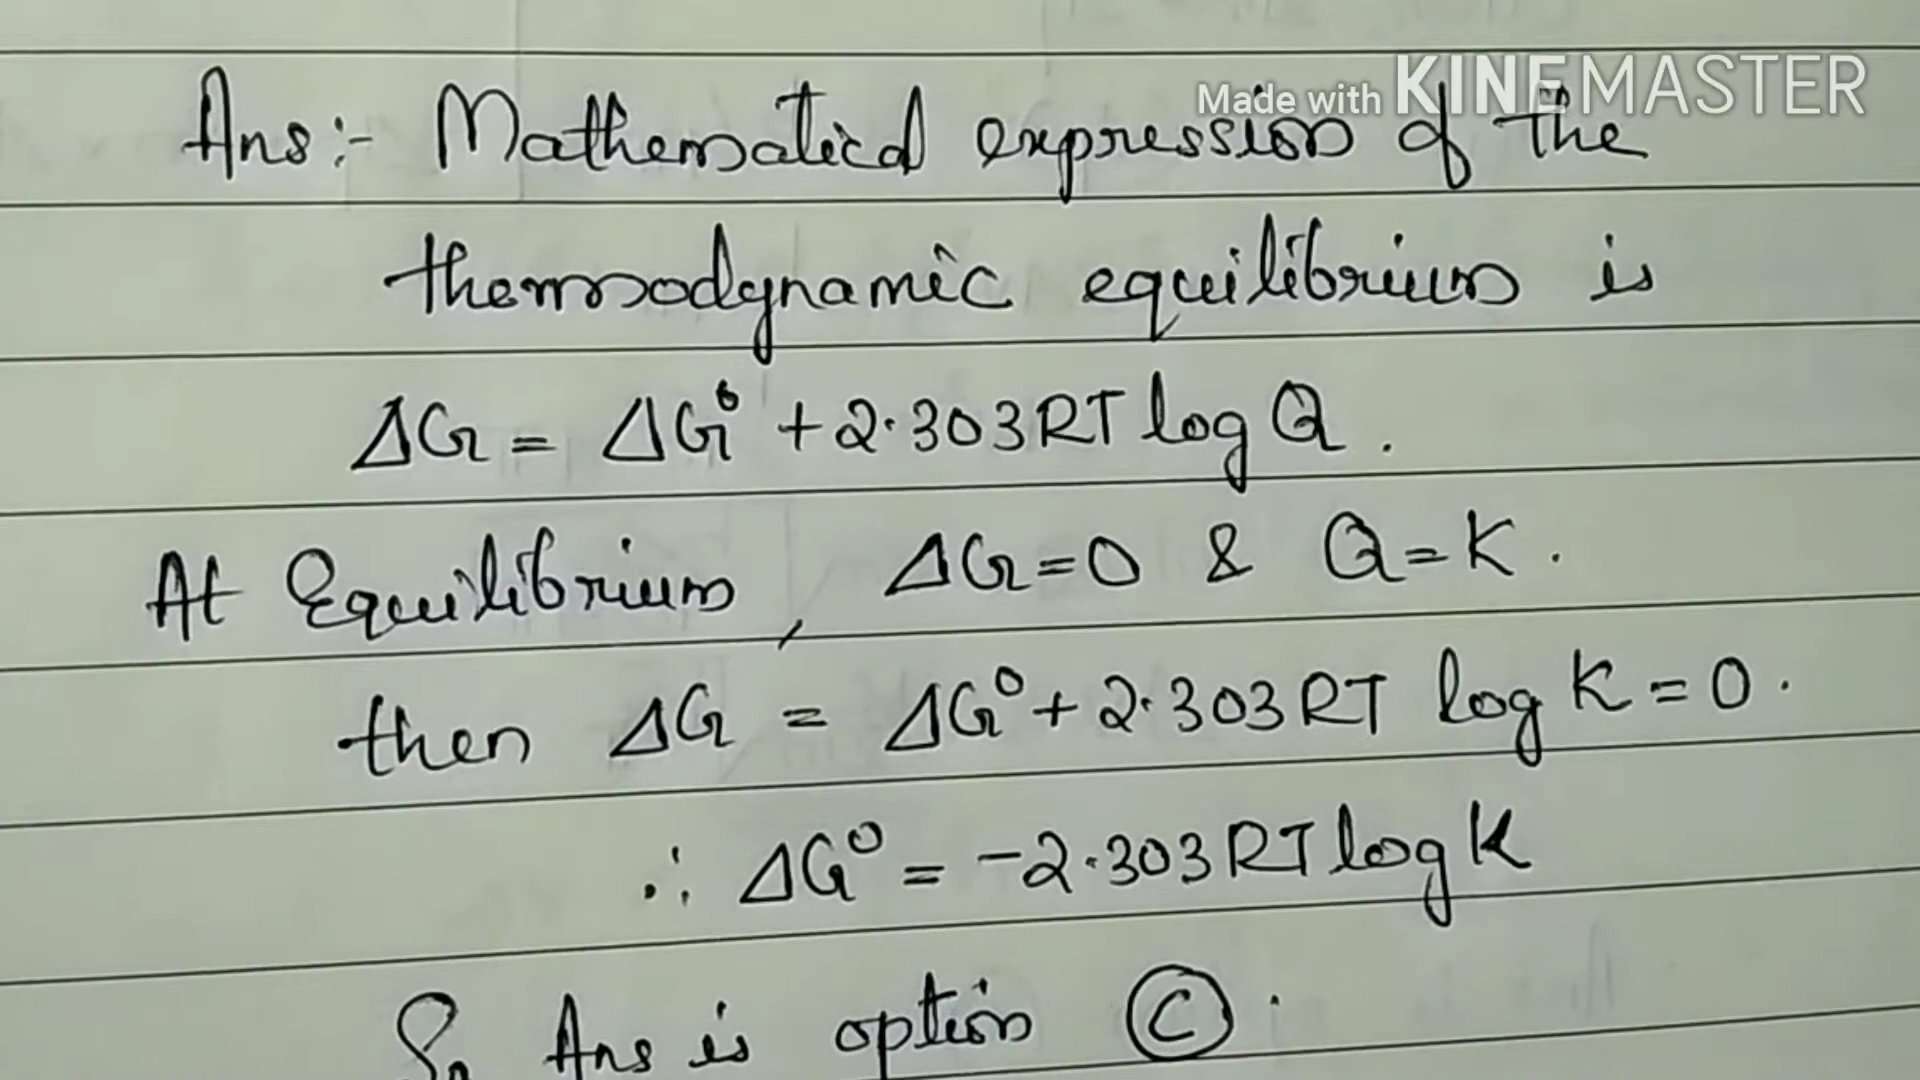 Made with KINEMASTER
Ans:- Mathematical expression of the
thermodynamic equilibrium is
ΔG = ΔG° + 2.303RT log Q.
At Equilibrium, ΔG=0 & Q=K.
then ΔG = ΔG° + 2.303RT log K = 0.
∴ ΔG° = -2.303RT log K
So Ans is option Ⓒ.